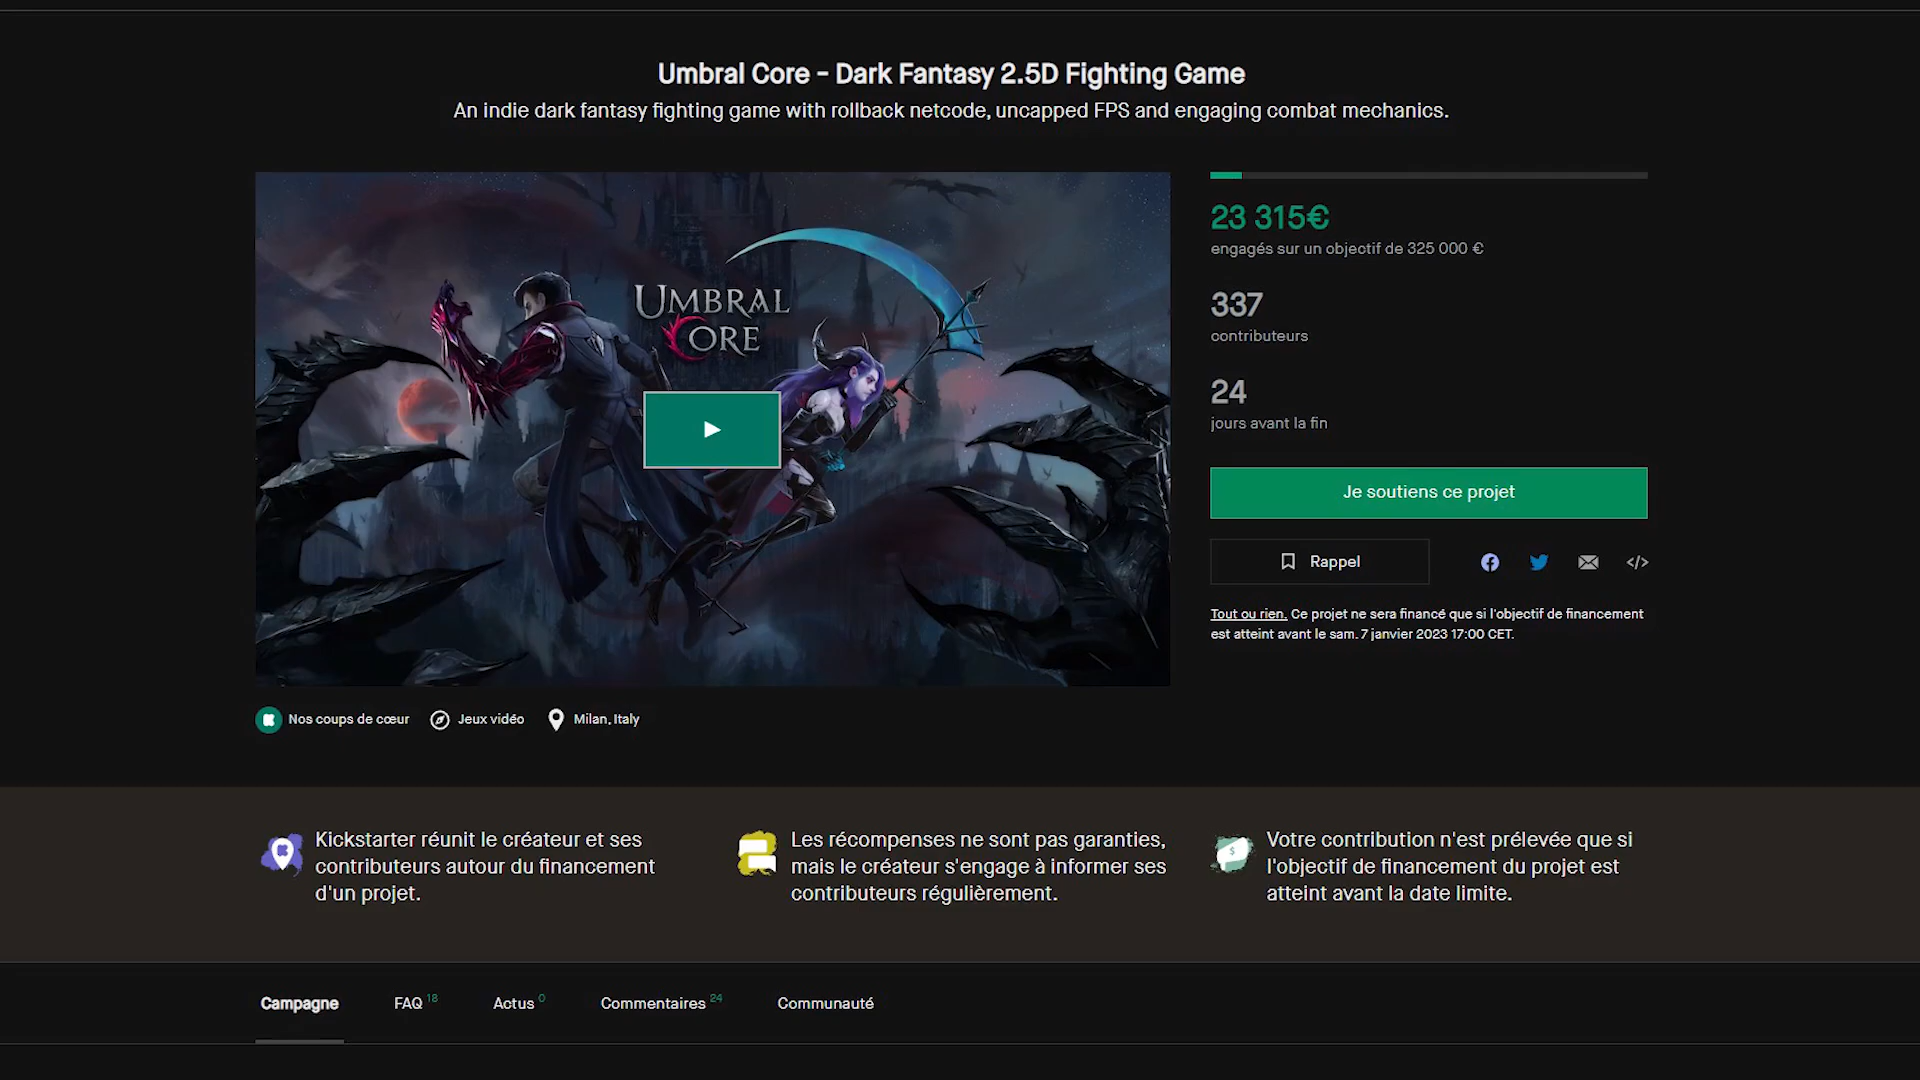 Umbral Core - Dark Fantasy 2.5D Fighting Game
An indie dark fantasy fighting game with rollback netcode, uncapped FPS and engaging combat mechanics.
UMBRAL
CORE
23 315€
engagés sur un objectif de 325 000 €
337
contributeurs
24
jours avant la fin
Je soutiens ce projet
Rappel
Tout ou rien. Ce projet ne sera financé que si l'objectif de financement
est atteint avant le sam. 7 janvier 2023 17:00 CET.
Nos coups de cœur Jeux vidéo Milan, Italy
Kickstarter réunit le créateur et ses
contributeurs autour du financement
d'un projet.
Les récompenses ne sont pas garanties,
mais le créateur s'engage à informer ses
contributeurs régulièrement.
Votre contribution n'est prélevée que si
l'objectif de financement du projet est
atteint avant la date limite.
Campagne FAQ 18 Actus 0 Commentaires 24 Communauté